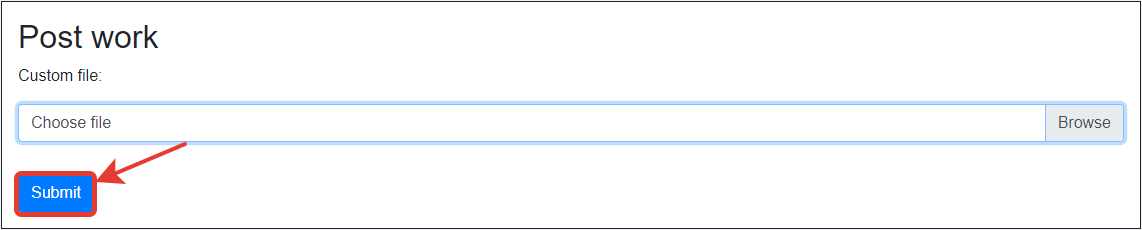 Post work
Custom file:
Choose file Browse
Submit